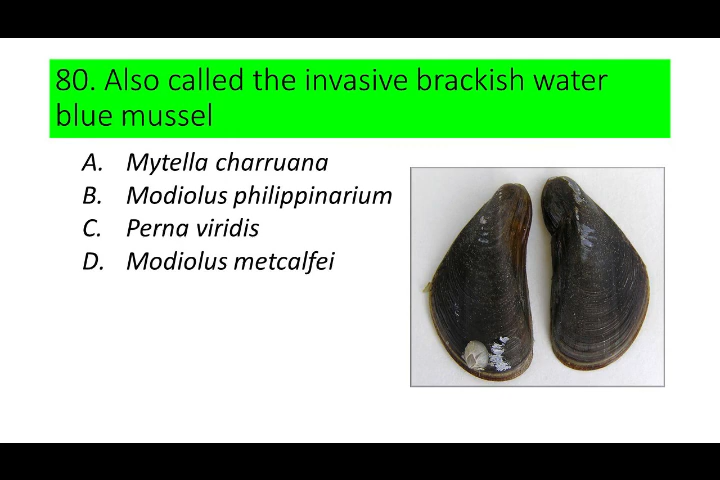 80. Also called the invasive brackish water
blue mussel
A. Mytella charruana
B. Modiolus philippinarium
C. Perna viridis
D. Modiolus metcalfei